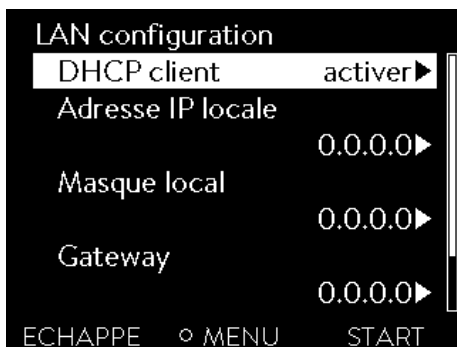 LAN configuration
DHCP client activer▶
Adresse IP locale
0.0.0.0▶
Masque local
0.0.0.0▶
Gateway
0.0.0.0▶
ECHAPPE ○ MENU START